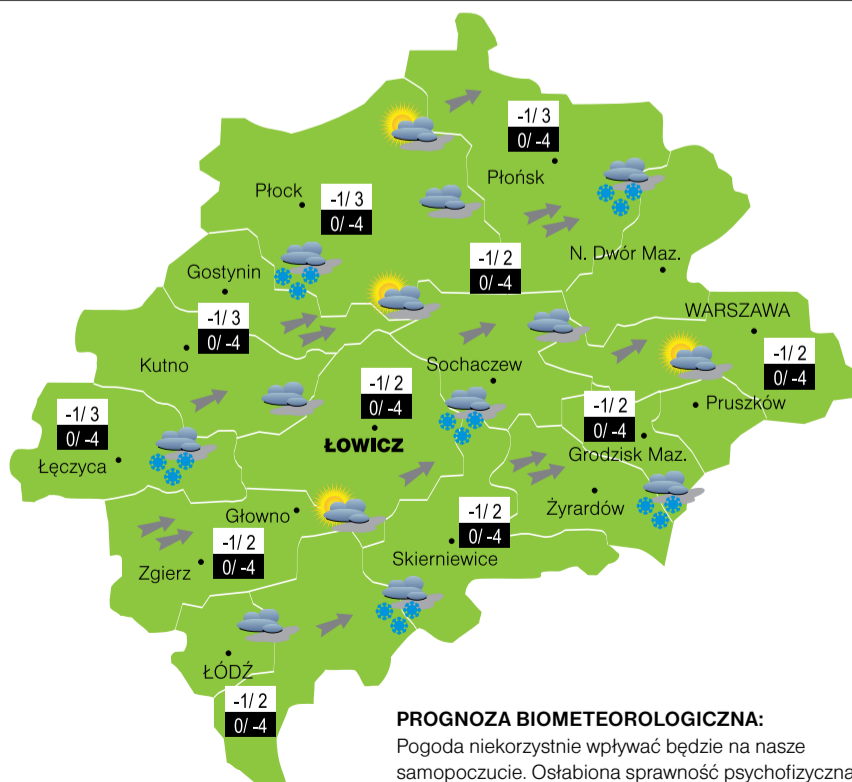 -1/ 3
0/ -4
Płońsk
Płock
-1/ 3
0/ -4
N. Dwór Maz.
-1/ 2
0/ -4
Gostynin
WARSZAWA
-1/ 3
0/ -4
Kutno
-1/ 2
0/ -4
Sochaczew
-1/ 2
0/ -4
Pruszków
-1/ 2
0/ -4
Grodzisk Maz.
ŁOWICZ
-1/ 3
0/ -4
Łęczyca
Żyrardów
Głowno
-1/ 2
0/ -4
Skierniewice
-1/ 2
0/ -4
Zgierz
ŁÓDŹ
-1/ 2
0/ -4
PROGNOZA BIOMETEOROLOGICZNA:
Pogoda niekorzystnie wpływać będzie na nasze
samopoczucie. Osłabiona sprawność psychofizyczna